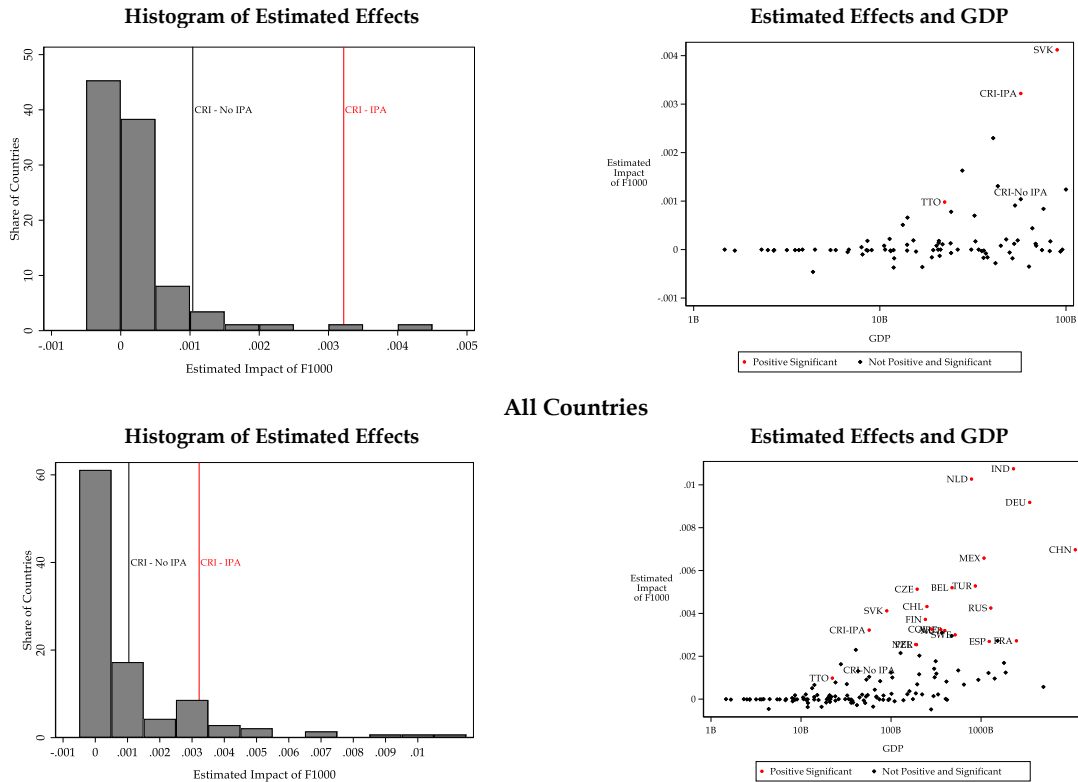 Histogram of Estimated Effects
50
40
30
20
10
0
Share of Countries
CRI - No IPA
CRI - IPA
-.001 0 .001 .002 .003 .004 .005
Estimated Impact of F1000
Estimated Effects and GDP
.004
.003
.002
.001
0
-.001
Estimated
Impact
of F1000
SVK
CRI-IPA
CRI-No IPA
TTO
1B 10B 100B
GDP
Positive Significant Not Positive and Significant
All Countries
Histogram of Estimated Effects
60
40
20
0
Share of Countries
CRI - No IPA
CRI - IPA
-.001 0 .001 .002 .003 .004 .005 .006 .007 .008 .009 .01
Estimated Impact of F1000
Estimated Effects and GDP
.01
.008
.006
.004
.002
0
Estimated
Impact
of F1000
IND
NLD
DEU
CHN
MEX
TUR
BEL
CZE
CHL
RUS
SVK
FIN
CRI-IPA
SWE
ESP
FRA
PER
CRI-No IPA
TTO
1B 10B 100B 1000B
GDP
Positive Significant Not Positive and Significant